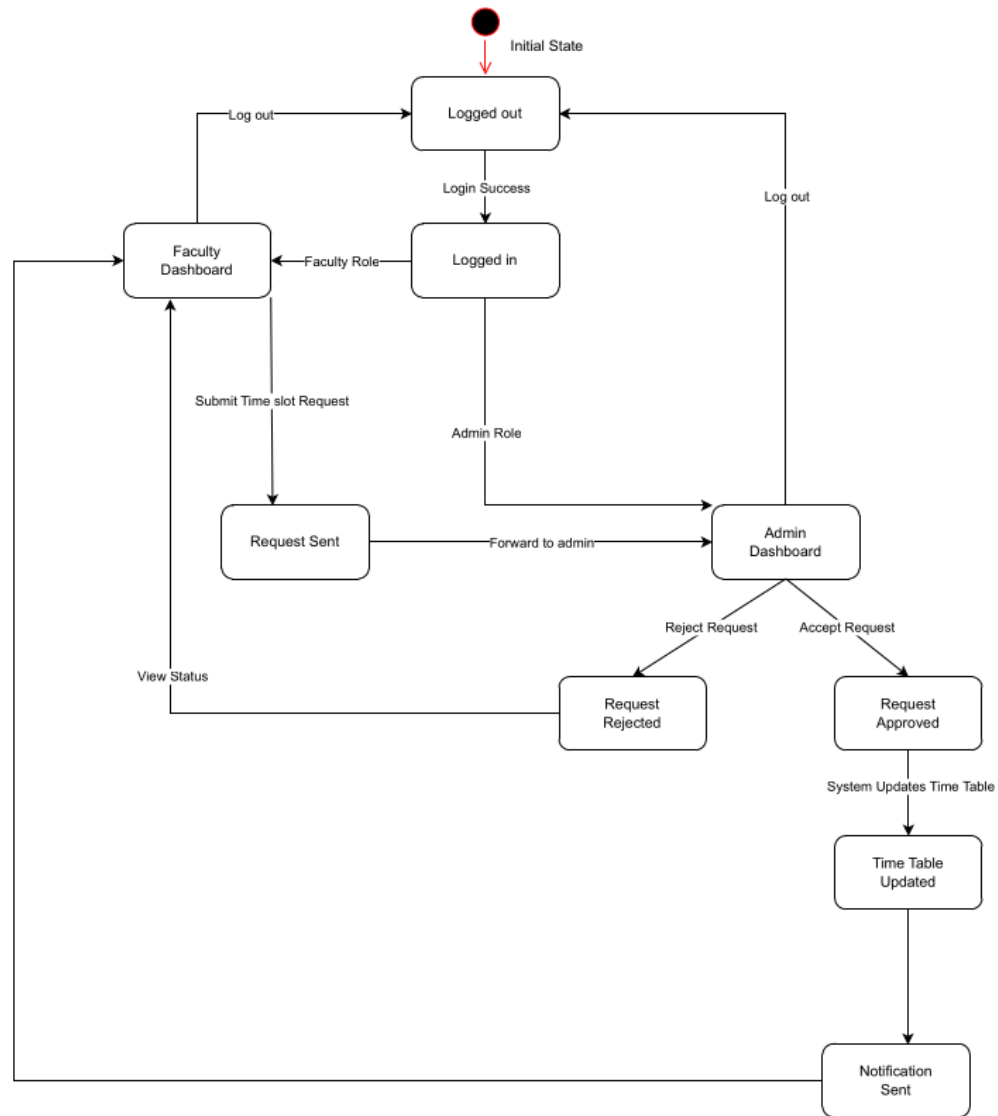 Initial State
Logged out
Log out
Login Success
Log out
Faculty
Dashboard
Faculty Role
Logged in
Submit Time slot Request
Admin Role
Request Sent
Forward to admin
Admin
Dashboard
Reject Request
Accept Request
View Status
Request
Rejected
Request
Approved
System Updates Time Table
Time Table
Updated
Notification
Sent